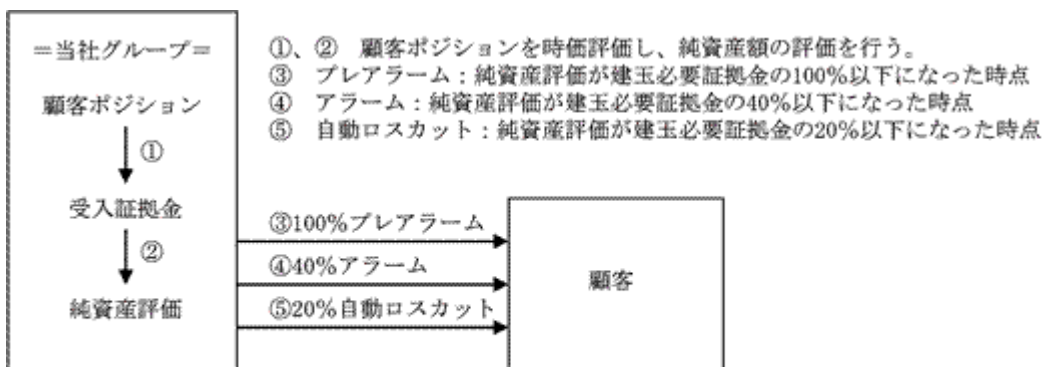 =当社グループ=
顧客ポジション
①
受入証拠金
②
純資産評価
①、② 顧客ポジションを時価評価し、純資産額の評価を行う。
③ プレアラーム：純資産評価が建玉必要証拠金の100%以下になった時点
④ アラーム：純資産評価が建玉必要証拠金の40%以下になった時点
⑤ 自動ロスカット：純資産評価が建玉必要証拠金の20%以下になった時点
③100%プレアラーム
④40%アラーム
⑤20%自動ロスカット
顧客